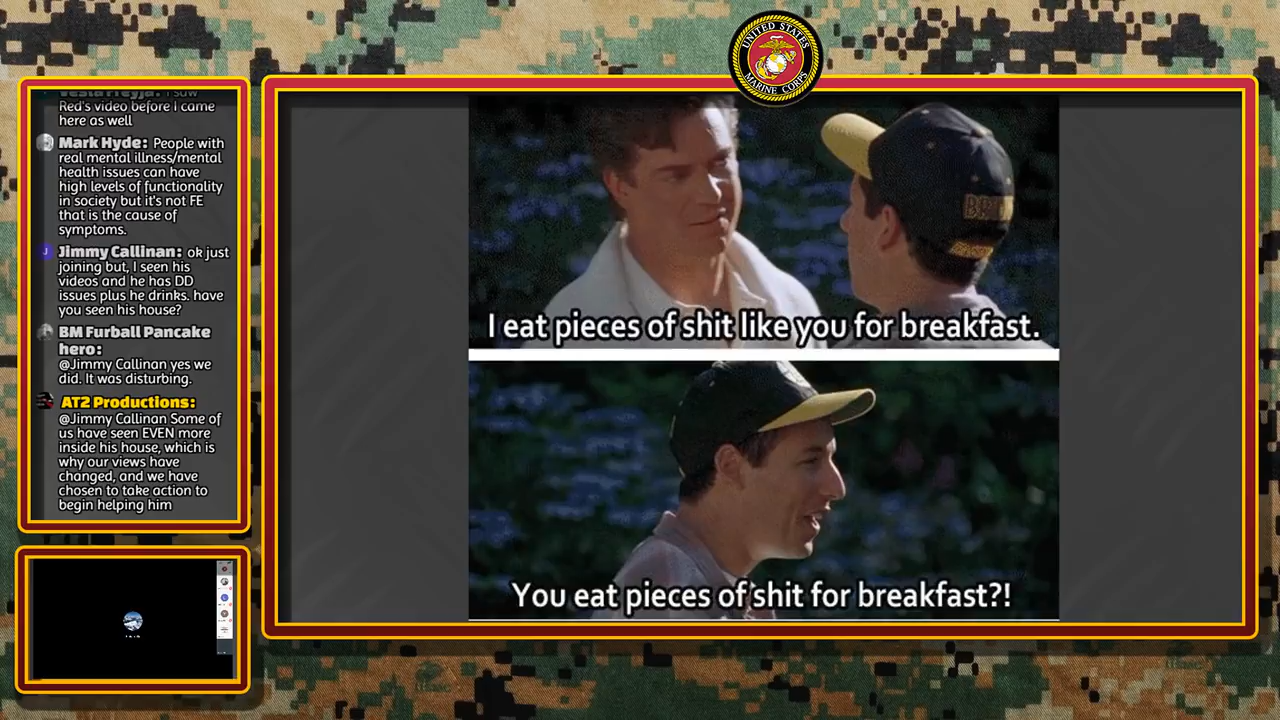 UNITED STATES
MARINE CORPS
Vesta Freyja: I saw
Red's video before I came
here as well
Mark Hyde: People with
real mental illness/mental
health issues can have
high levels of functionality
in society but it's not FE
that is the cause of
symptoms.
J
Jimmy Callinan: ok just
joining but, I seen his
videos and he has DD
issues plus he drinks. have
you seen his house?
BM Furball Pancake
hero:
@Jimmy Callinan yes we
did. It was disturbing.
AT2 Productions:
@Jimmy Callinan Some of
us have seen EVEN more
inside his house, which is
why our views have
changed, and we have
chosen to take action to
begin helping him
I eat pieces of shit like you for breakfast.
You eat pieces of shit for breakfast?!